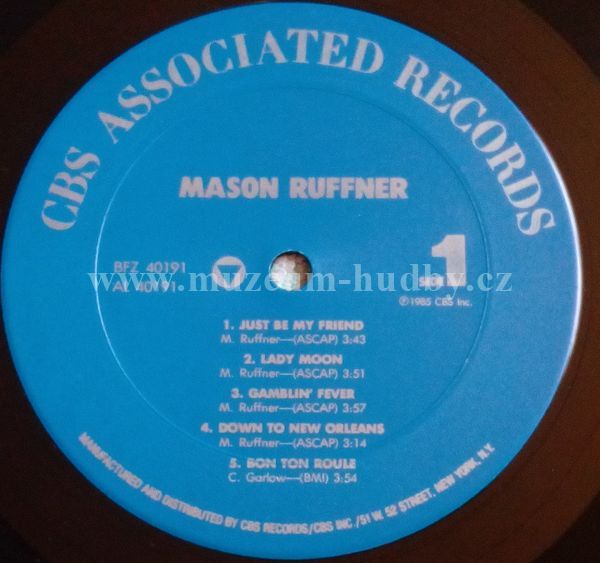 CBS ASSOCIATED RECORDS
MASON RUFFNER
BFZ 40191
AL 40191
1
SIDE
℗1985 CBS Inc.
www.muzeum-hudby.cz
1. JUST BE MY FRIEND
M. Ruffner—(ASCAP) 3:43
2. LADY MOON
M. Ruffner—(ASCAP) 3:51
3. GAMBLIN' FEVER
M. Ruffner—(ASCAP) 3:57
4. DOWN TO NEW ORLEANS
M. Ruffner—(ASCAP) 3:14
5. BON TON ROULE
C. Garlow—(BMI) 3:54
MANUFACTURED AND DISTRIBUTED BY CBS RECORDS/CBS INC./51 W. 52 STREET, NEW YORK, N.Y.